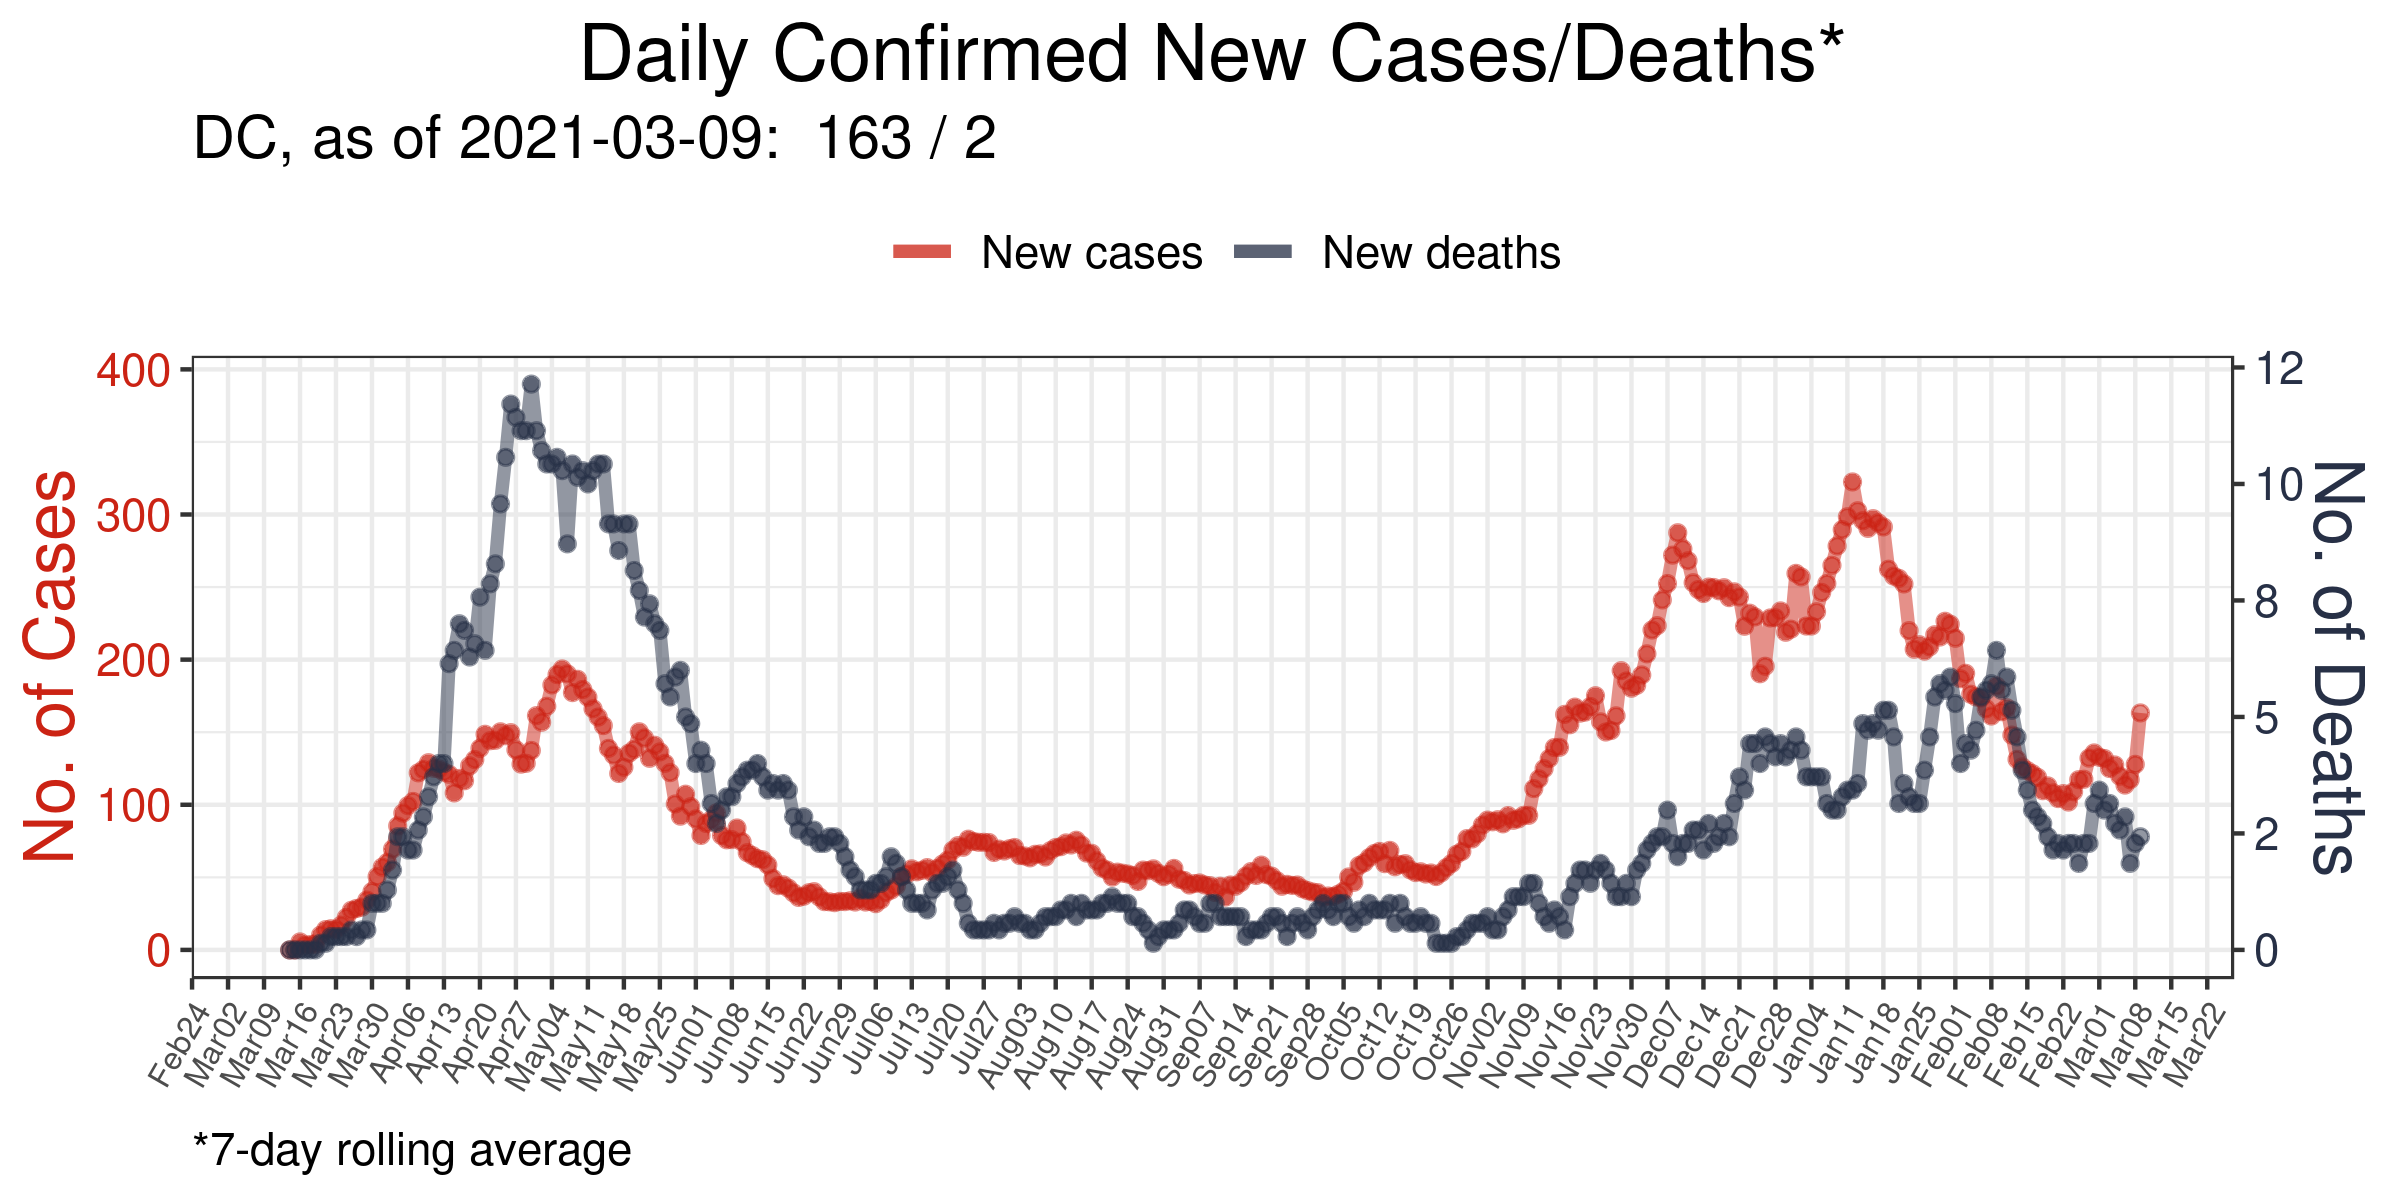 Daily Confirmed New Cases/Deaths*
DC, as of 2021-03-09:  163 / 2
New cases
New deaths
No. of Cases
400
300
200
100
0
12
10
8
5
2
0
No. of Deaths
Feb24
Mar02
Mar09
Mar16
Mar23
Mar30
Apr06
Apr13
Apr20
Apr27
May04
May11
May18
May25
Jun01
Jun08
Jun15
Jun22
Jun29
Jul06
Jul13
Jul20
Jul27
Aug03
Aug10
Aug17
Aug24
Aug31
Sep07
Sep14
Sep21
Sep28
Oct05
Oct12
Oct19
Oct26
Nov02
Nov09
Nov16
Nov23
Nov30
Dec07
Dec14
Dec21
Dec28
Jan04
Jan11
Jan18
Jan25
Feb01
Feb08
Feb15
Feb22
Mar01
Mar08
Mar15
Mar22
*7-day rolling average